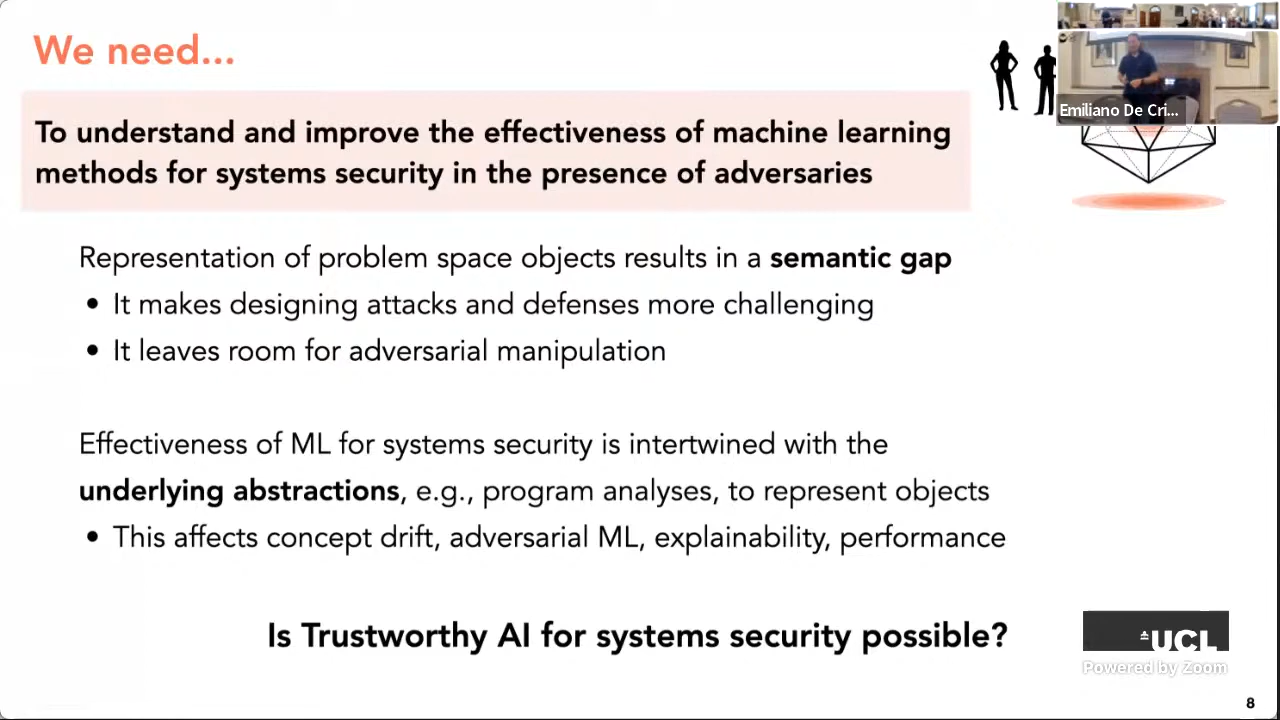 We need...
Emiliano De Cri...
To understand and improve the effectiveness of machine learning
methods for systems security in the presence of adversaries
Representation of problem space objects results in a semantic gap
• It makes designing attacks and defenses more challenging
• It leaves room for adversarial manipulation
Effectiveness of ML for systems security is intertwined with the
underlying abstractions, e.g., program analyses, to represent objects
• This affects concept drift, adversarial ML, explainability, performance
Is Trustworthy AI for systems security possible?
UCL
Powered by Zoom
8